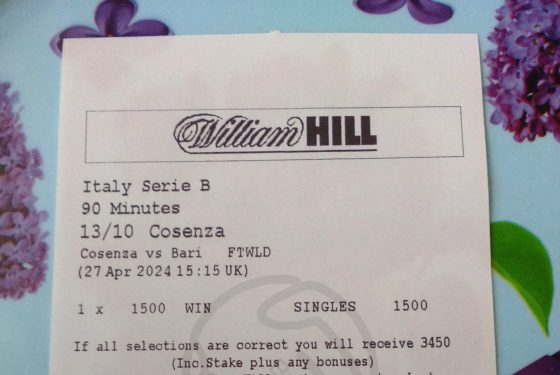 William HILL
Italy Serie B
90 Minutes
13/10 Cosenza
Cosenza vs Bari FTWLD
(27 Apr 2024 15:15 UK)
1 x 1500 WIN SINGLES 1500
If all selections are correct you will receive 3450
(Inc.Stake plus any bonuses)